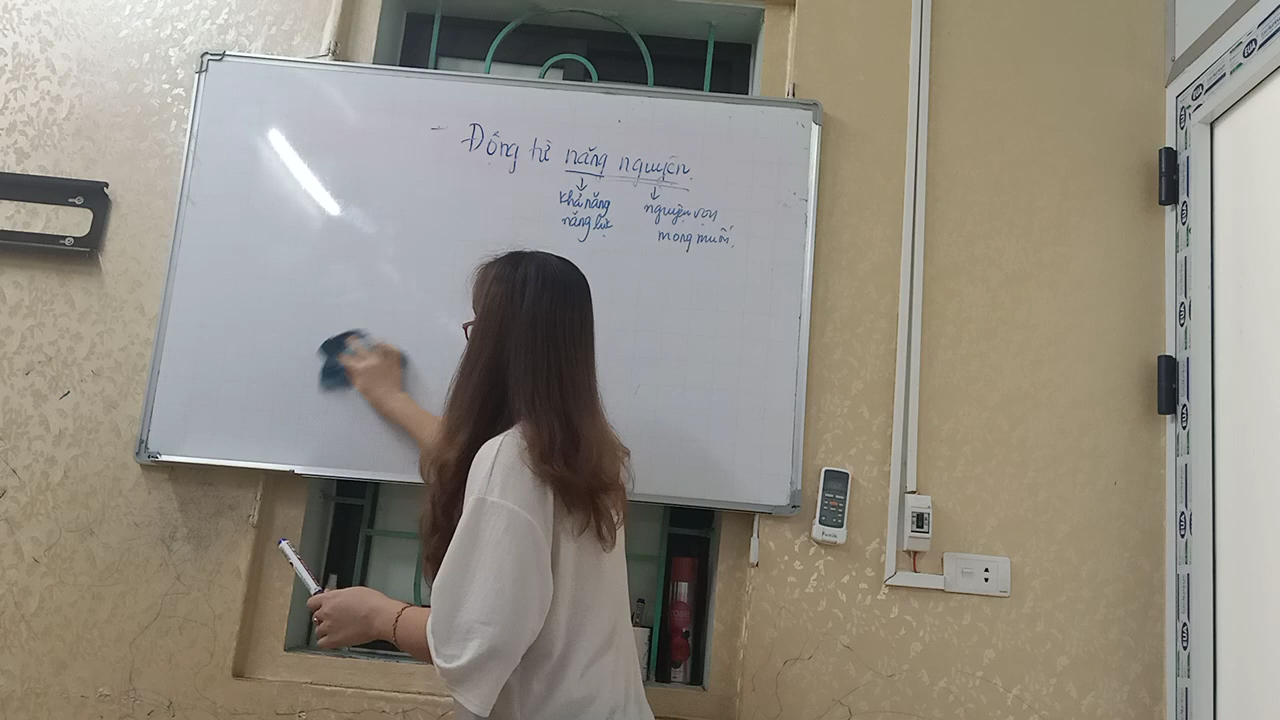 - Động từ năng nguyện.
khả năng
năng lực
nguyện vọng
mong muốn.